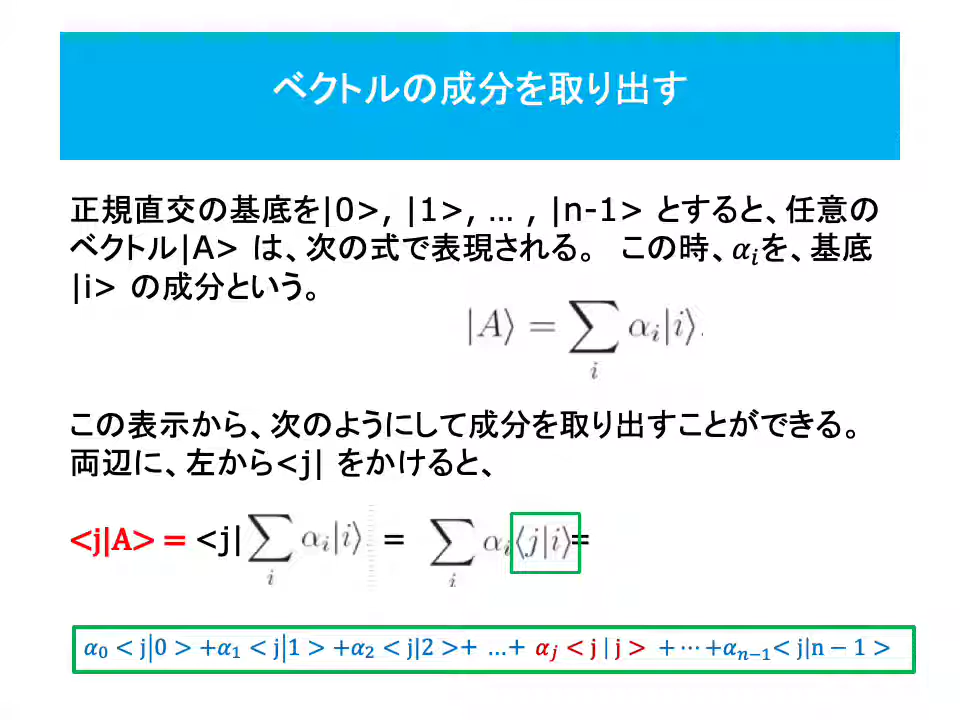 ベクトルの成分を取り出す
正規直交の基底を|0>, |1>, … , |n-1> とすると、任意の
ベクトル|A> は、次の式で表現される。 この時、αᵢを、基底
|i> の成分という。
|A⟩ = ∑ᵢ αᵢ|i⟩.
この表示から、次のようにして成分を取り出すことができる。
両辺に、左から<j| をかけると、
<j|A> = <j|∑ᵢ αᵢ|i⟩ = ∑ᵢ αᵢ⟨j|i⟩=
α₀ < j|0 > +α₁ < j|1 > +α₂ < j|2 >+ …+ αⱼ < j | j > + ⋯ +αₙ₋₁< j|n − 1 >